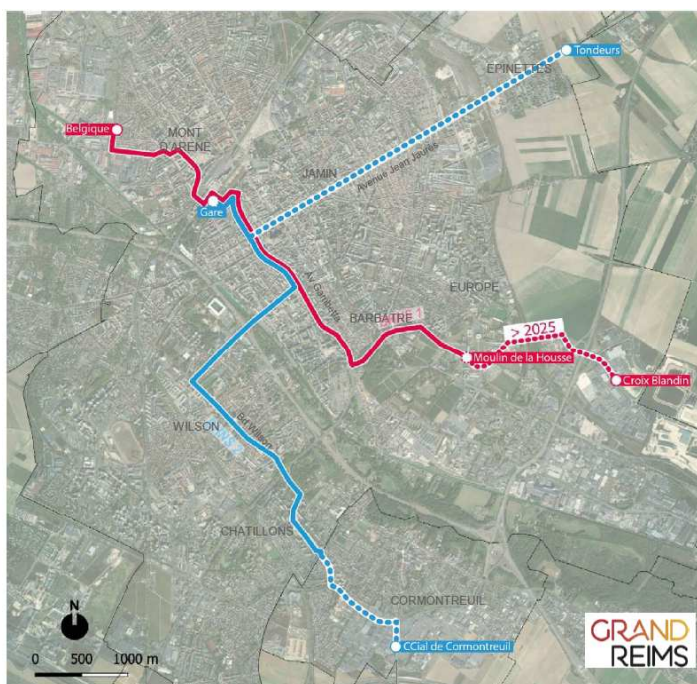 Tondeurs
EPINETTES
Belgique
MONT
D'ARENE
JAMIN
Avenue Jean Jaurès
Gare
EUROPE
Av. Gambetta
BARBATRE
> 2025
Moulin de la Housse
Croix Blandin
WILSON
Bd Wilson
CHATILLONS
CORMONTREUIL
CCial de Cormontreuil
N
0 500 1000 m
GRAND
REIMS